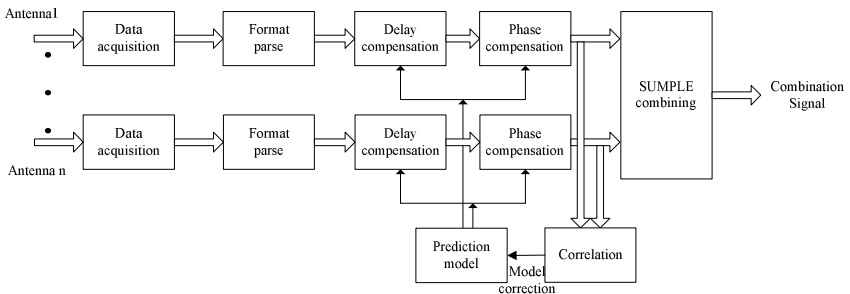 Antenna1
Data
acquisition
Format
parse
Delay
compensation
Phase
compensation
SUMPLE
combining
Combination
Signal
Data
acquisition
Format
parse
Delay
compensation
Phase
compensation
Antenna n
Prediction
model
Model
correction
Correlation